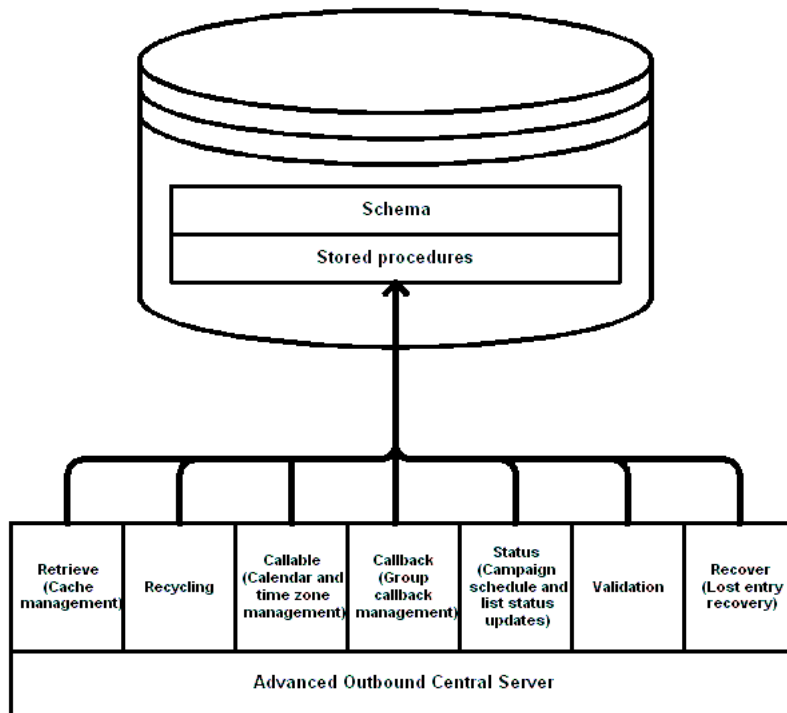 Schema
Stored procedures
Retrieve
(Cache
management)
Recycling
Callable
(Calendar and
time zone
management)
Callback
(Group
callback
management)
Status
(Campaign
schedule and
list status
updates)
Validation
Recover
(Lost entry
recovery)
Advanced Outbound Central Server